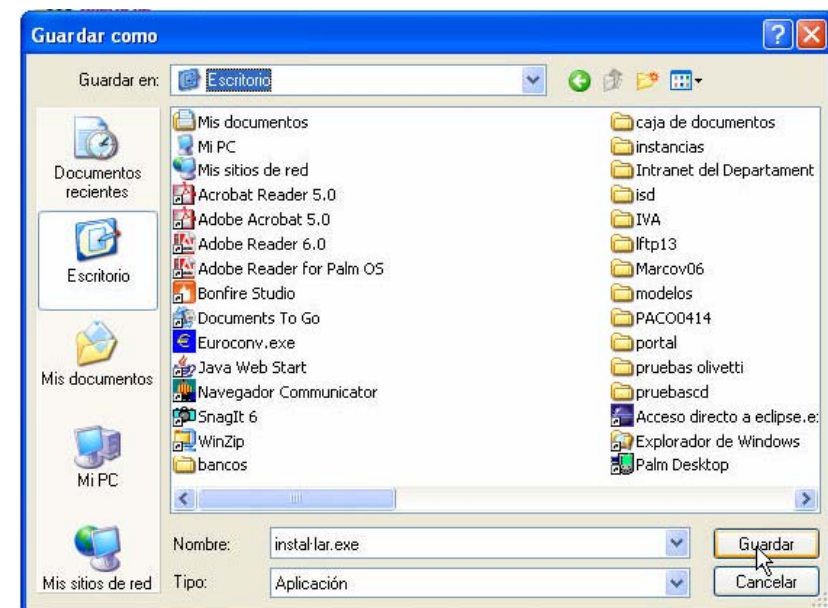 Guardar como
Guardar en: Escritorio
Documentos
recientes
Escritorio
Mis documentos
Mi PC
Mis sitios de red
Mis documentos
Mi PC
Mis sitios de red
Acrobat Reader 5.0
Adobe Acrobat 5.0
Adobe Reader 6.0
Adobe Reader for Palm OS
Bonfire Studio
Documents To Go
Euroconv.exe
Java Web Start
Navegador Communicator
SnagIt 6
WinZip
bancos
caja de documentos
instancias
Intranet del Departament
isd
IVA
lftp13
Marcov06
modelos
PACO0414
portal
pruebas olivetti
pruebascd
Acceso directo a eclipse.e
Explorador de Windows
Palm Desktop
Nombre: instal·lar.exe Guardar
Tipo: Aplicación Cancelar